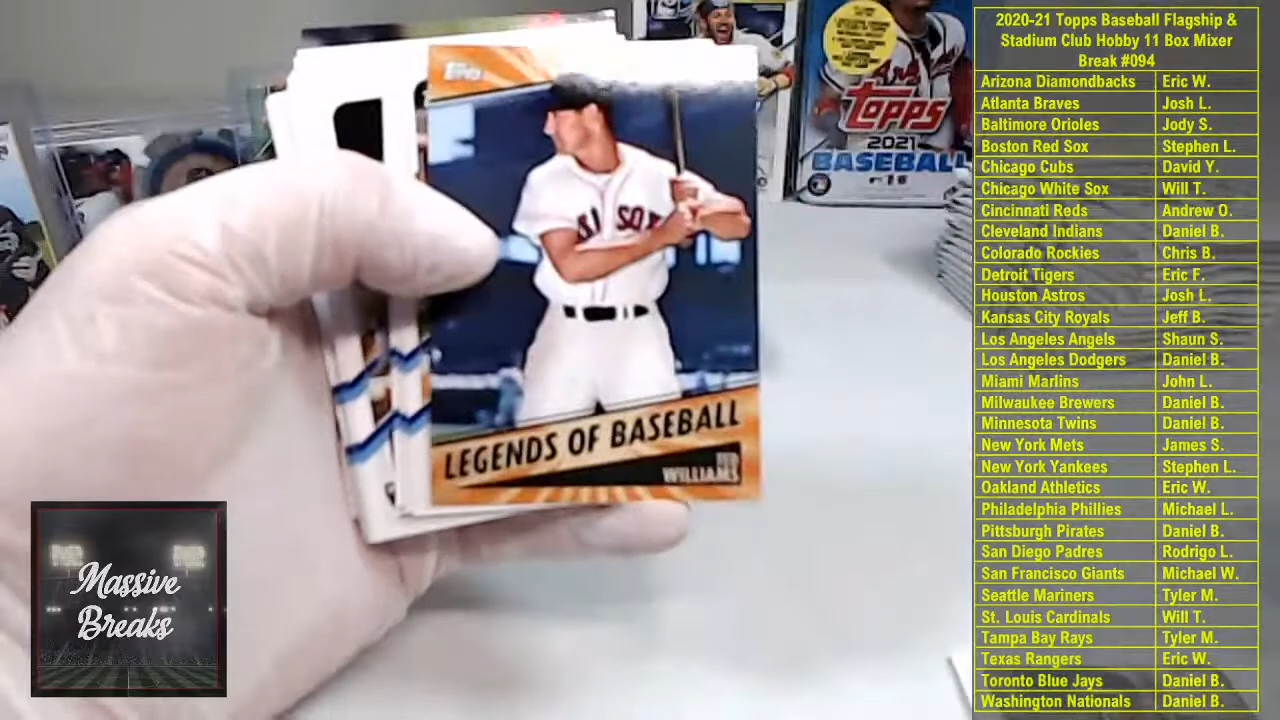 Topps
SOX
LEGENDS OF BASEBALL
TED
WILLIAMS
TOPPS
2021
BASEBALL
Massive
Breaks
2020-21 Topps Baseball Flagship &
Stadium Club Hobby 11 Box Mixer
Break #094
Arizona Diamondbacks Eric W.
Atlanta Braves Josh L.
Baltimore Orioles Jody S.
Boston Red Sox Stephen L.
Chicago Cubs David Y.
Chicago White Sox Will T.
Cincinnati Reds Andrew O.
Cleveland Indians Daniel B.
Colorado Rockies Chris B.
Detroit Tigers Eric F.
Houston Astros Josh L.
Kansas City Royals Jeff B.
Los Angeles Angels Shaun S.
Los Angeles Dodgers Daniel B.
Miami Marlins John L.
Milwaukee Brewers Daniel B.
Minnesota Twins Daniel B.
New York Mets James S.
New York Yankees Stephen L.
Oakland Athletics Eric W.
Philadelphia Phillies Michael L.
Pittsburgh Pirates Daniel B.
San Diego Padres Rodrigo L.
San Francisco Giants Michael W.
Seattle Mariners Tyler M.
St. Louis Cardinals Will T.
Tampa Bay Rays Tyler M.
Texas Rangers Eric W.
Toronto Blue Jays Daniel B.
Washington Nationals Daniel B.